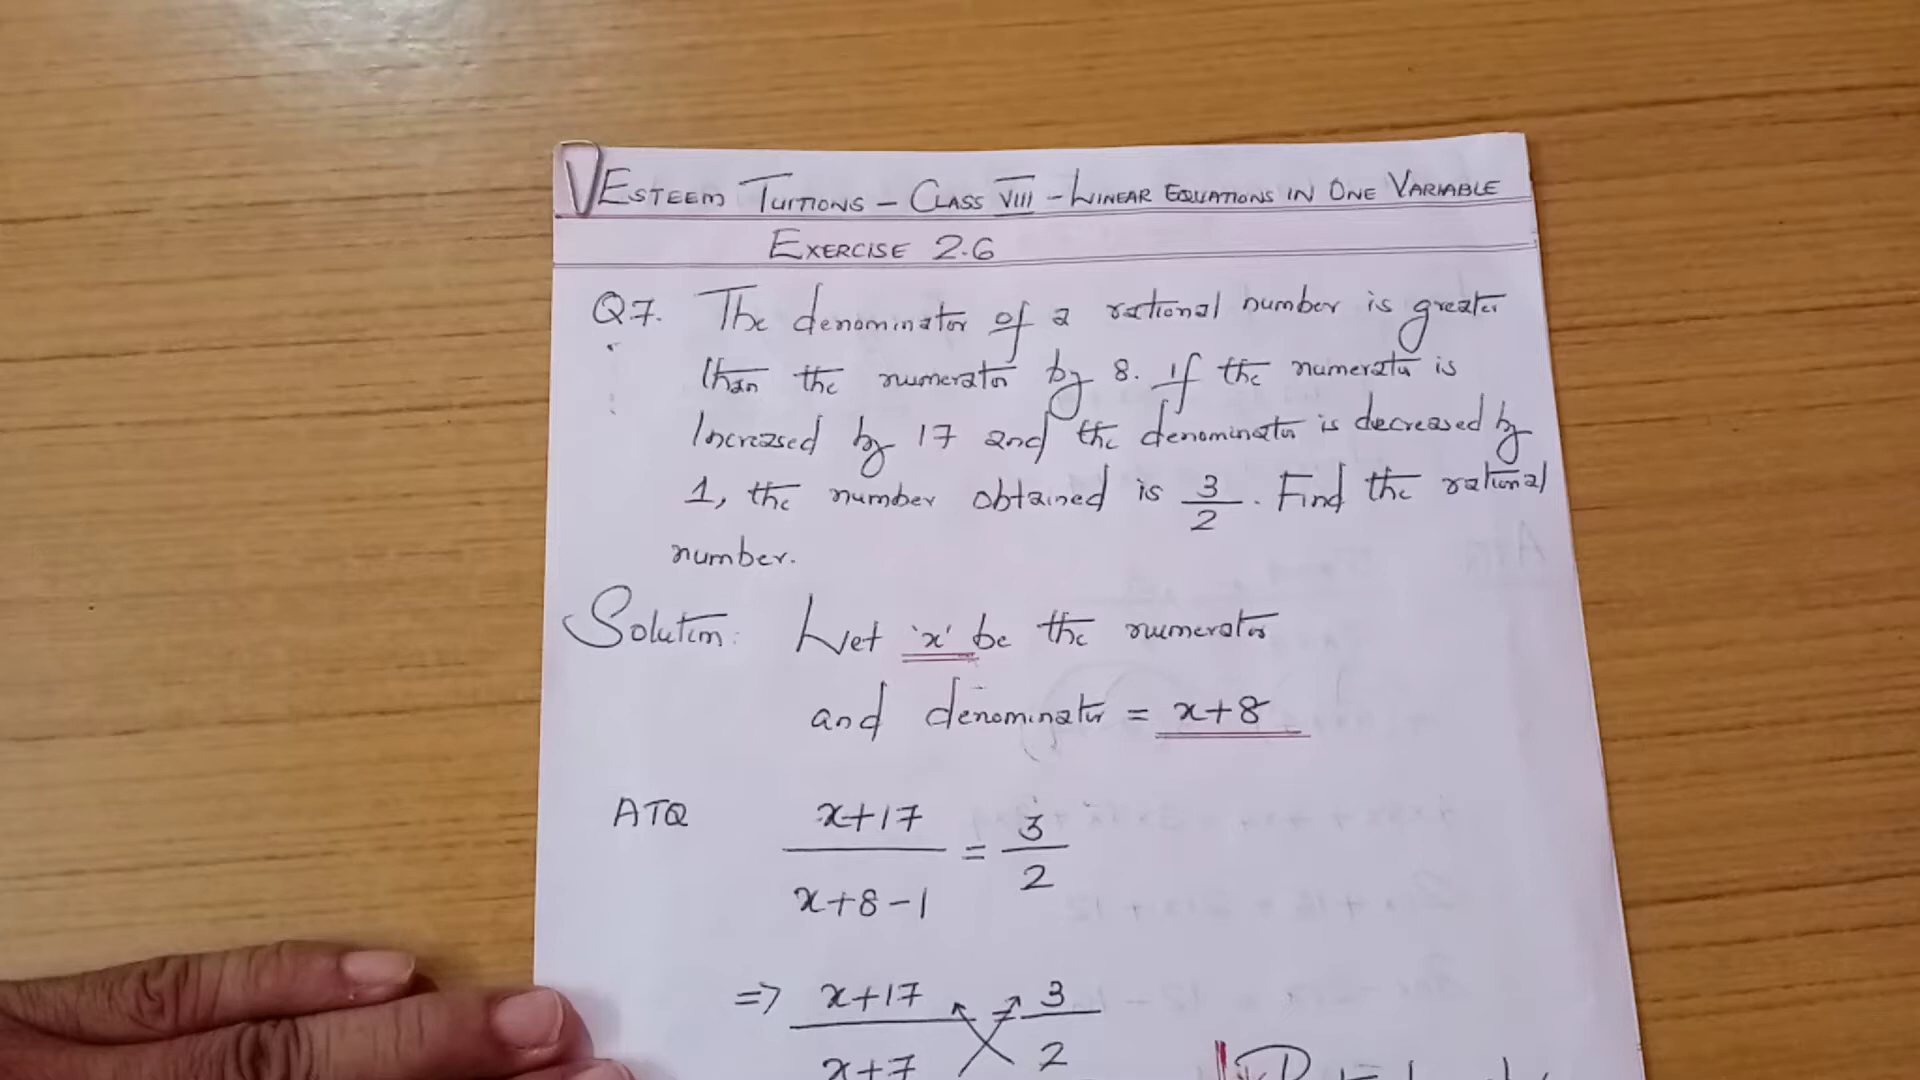 VESTEEM TUITIONS - CLASS VIII - LINEAR EQUATIONS IN ONE VARIABLE
EXERCISE 2.6
Q7. The denominator of a rational number is greater
than the numerator by 8. If the numerator is
Increased by 17 and the denominator is decreased by
1, the number obtained is 3/2. Find the rational
number.
Solution: Let 'x' be the numerator
and denominator = x+8
ATQ x+17/x+8-1 = 3/2
=> x+17/x+7 = 3/2